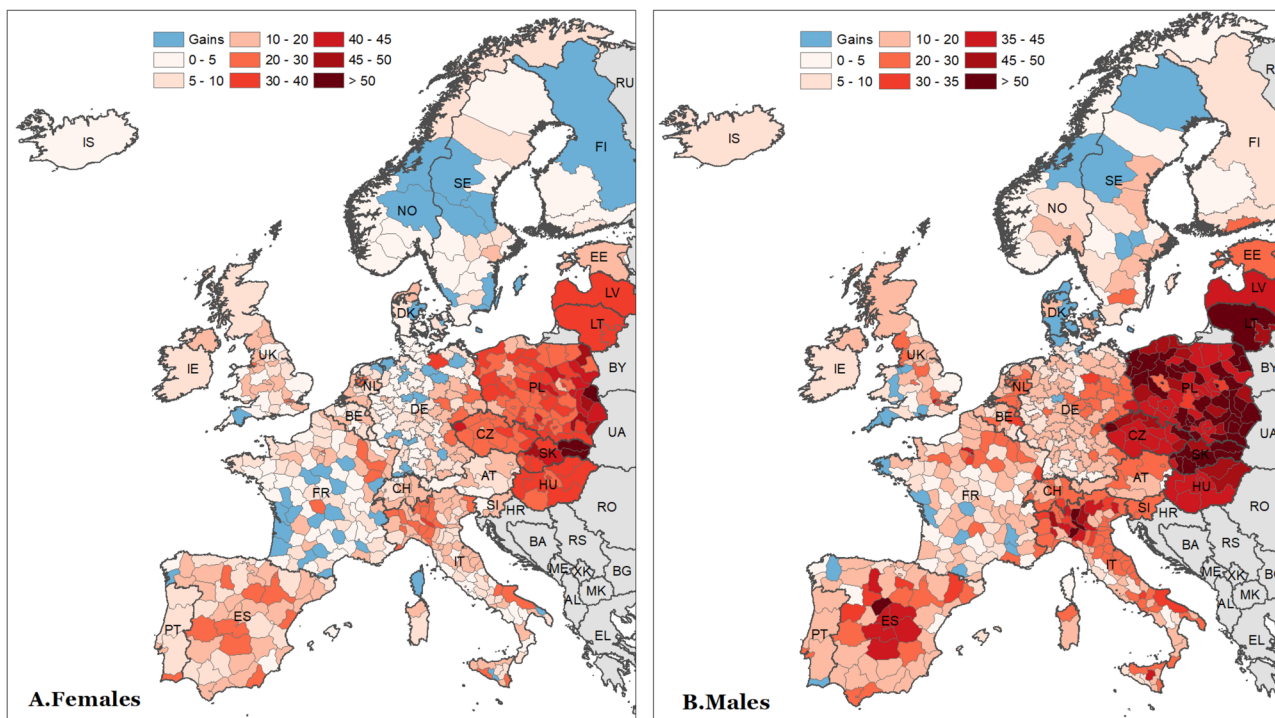 Gains 10 - 20 40 - 45
0 - 5 20 - 30 45 - 50
5 - 10 30 - 40 > 50
RU
IS
FI
SE
NO
EE
LV
DK
LT
IE
UK
BY
NL
PL
BE
DE
UA
CZ
SK
FR
CH
AT
HU
SI
HR
RO
BA
RS
IT
ME
XK
BG
MK
AL
PT
ES
EL
A.Females
Gains 10 - 20 35 - 45
0 - 5 20 - 30 45 - 50
5 - 10 30 - 35 > 50
R
IS
FI
SE
NO
EE
LV
DK
LT
IE
UK
BY
NL
PL
BE
DE
UA
CZ
SK
FR
CH
AT
HU
SI
HR
RO
BA
RS
IT
ME
XK
BG
MK
AL
PT
ES
EL
B.Males